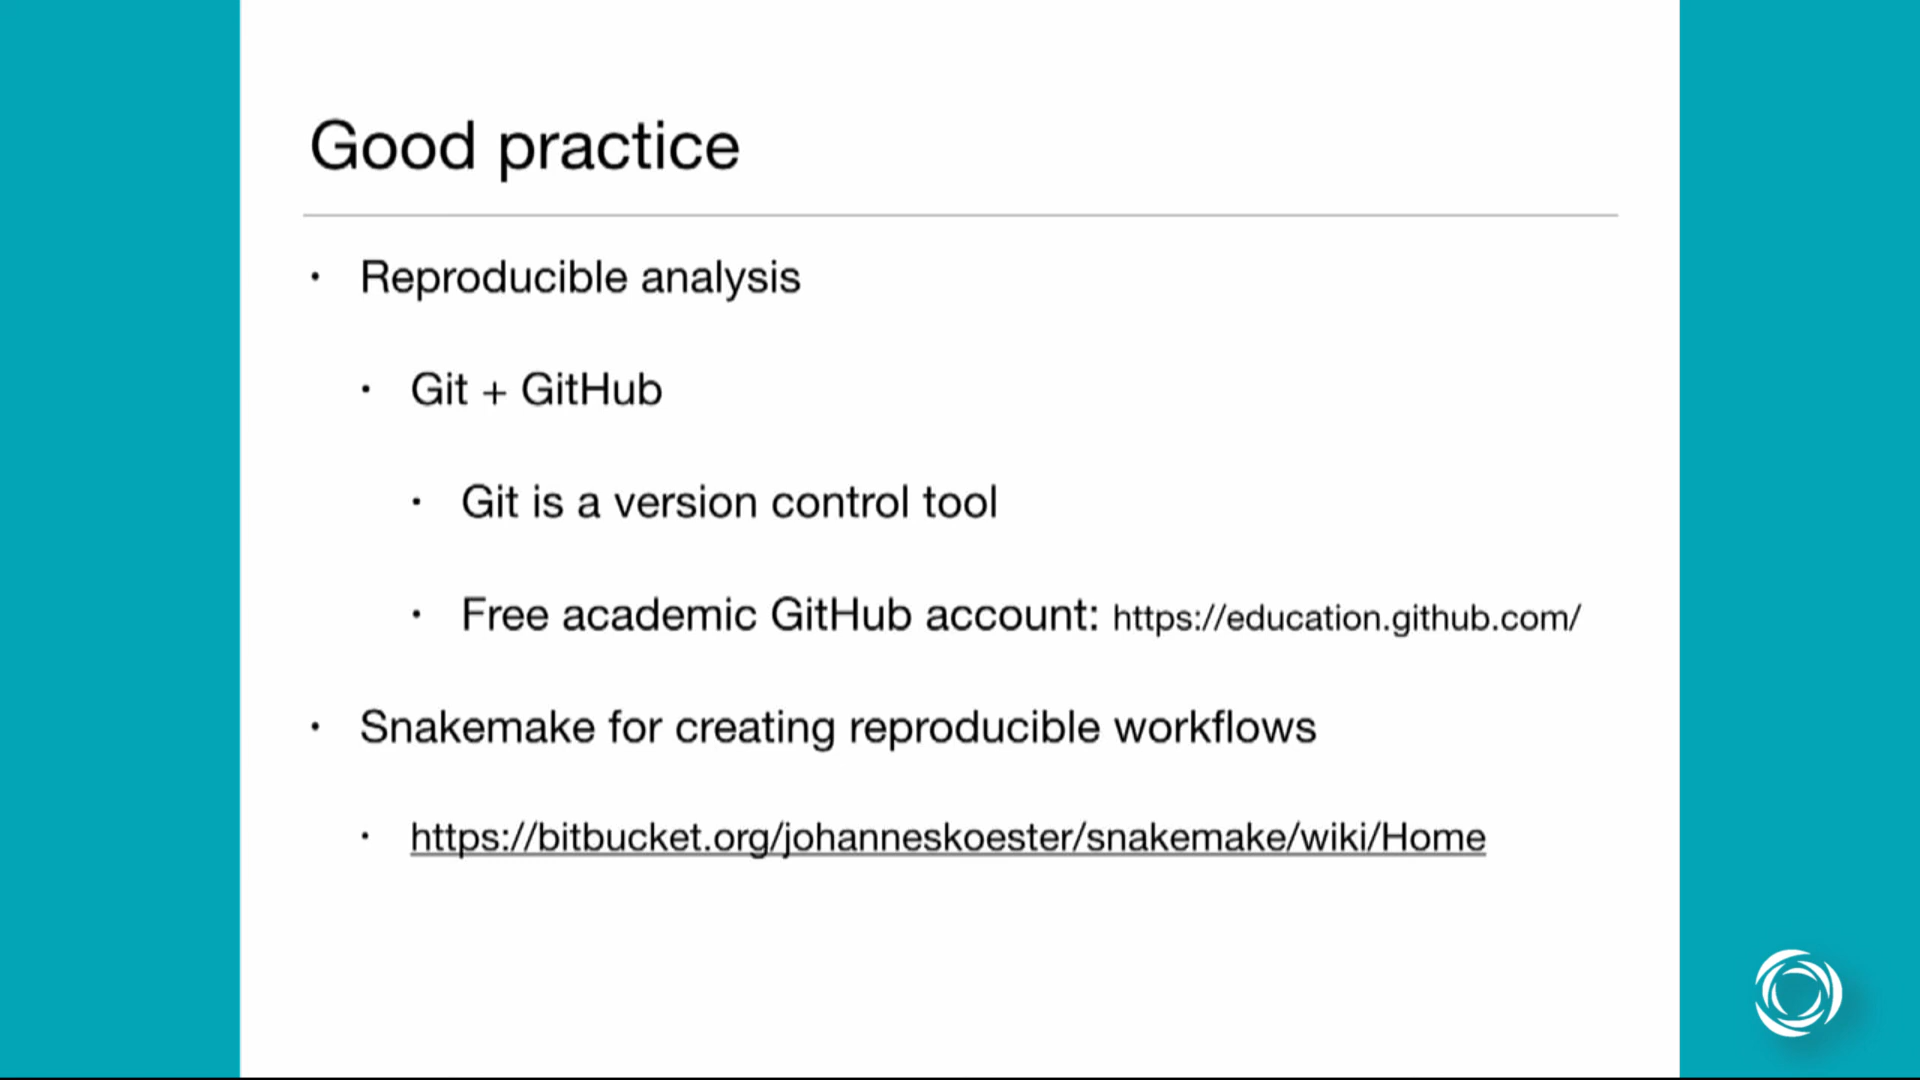 Good practice
• Reproducible analysis
• Git + GitHub
• Git is a version control tool
• Free academic GitHub account: https://education.github.com/
• Snakemake for creating reproducible workflows
• https://bitbucket.org/johanneskoester/snakemake/wiki/Home